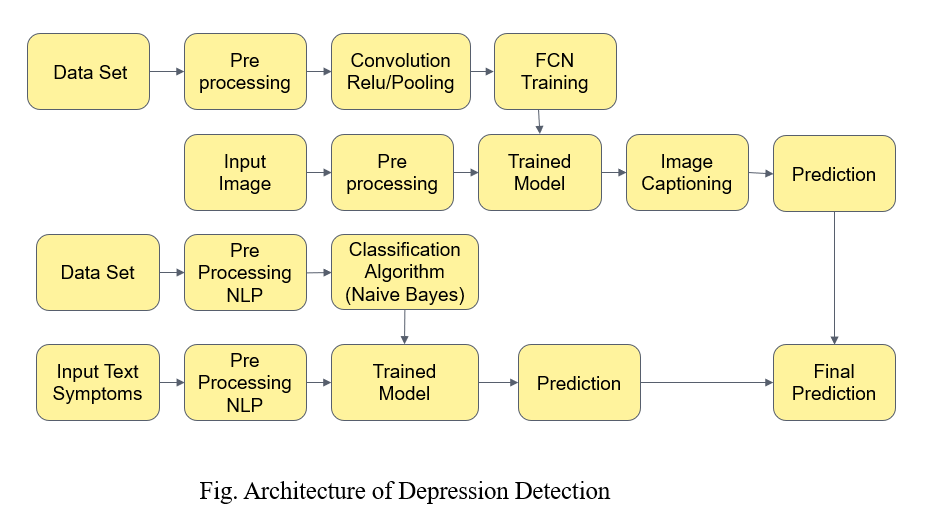 Data Set
Pre
processing
Convolution
Relu/Pooling
FCN
Training
Input
Image
Pre
processing
Trained
Model
Image
Captioning
Prediction
Data Set
Pre
Processing
NLP
Classification
Algorithm
(Naive Bayes)
Input Text
Symptoms
Pre
Processing
NLP
Trained
Model
Prediction
Final
Prediction
Fig. Architecture of Depression Detection